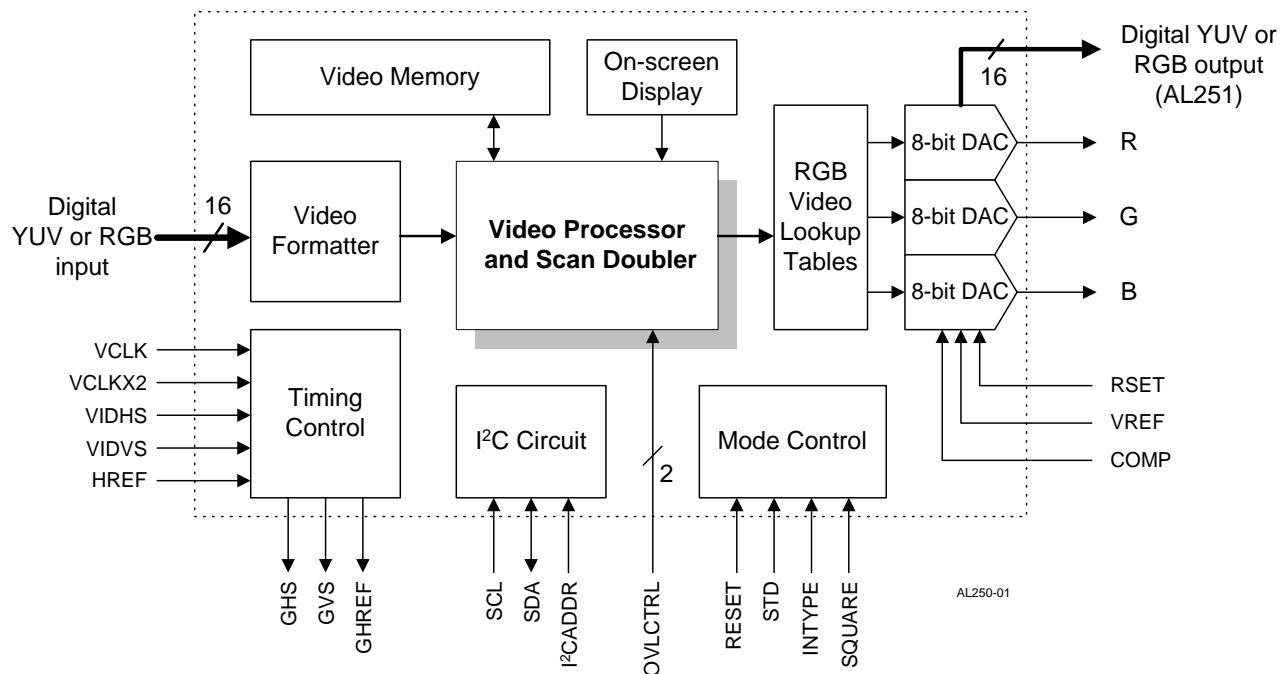 Video Memory
On-screen
Display
16
Digital YUV or
RGB output
(AL251)
Digital
YUV or RGB
input
16
Video
Formatter
Video Processor
and Scan Doubler
RGB
Video
Lookup
Tables
8-bit DAC
8-bit DAC
8-bit DAC
R
G
B
VCLK
VCLKX2
VIDHS
VIDVS
HREF
Timing
Control
I²C Circuit
2
Mode Control
RSET
VREF
COMP
GHS
GVS
GHREF
SCL
SDA
I²CADDR
OVLCTRL
RESET
STD
INTYPE
SQUARE
AL250-01